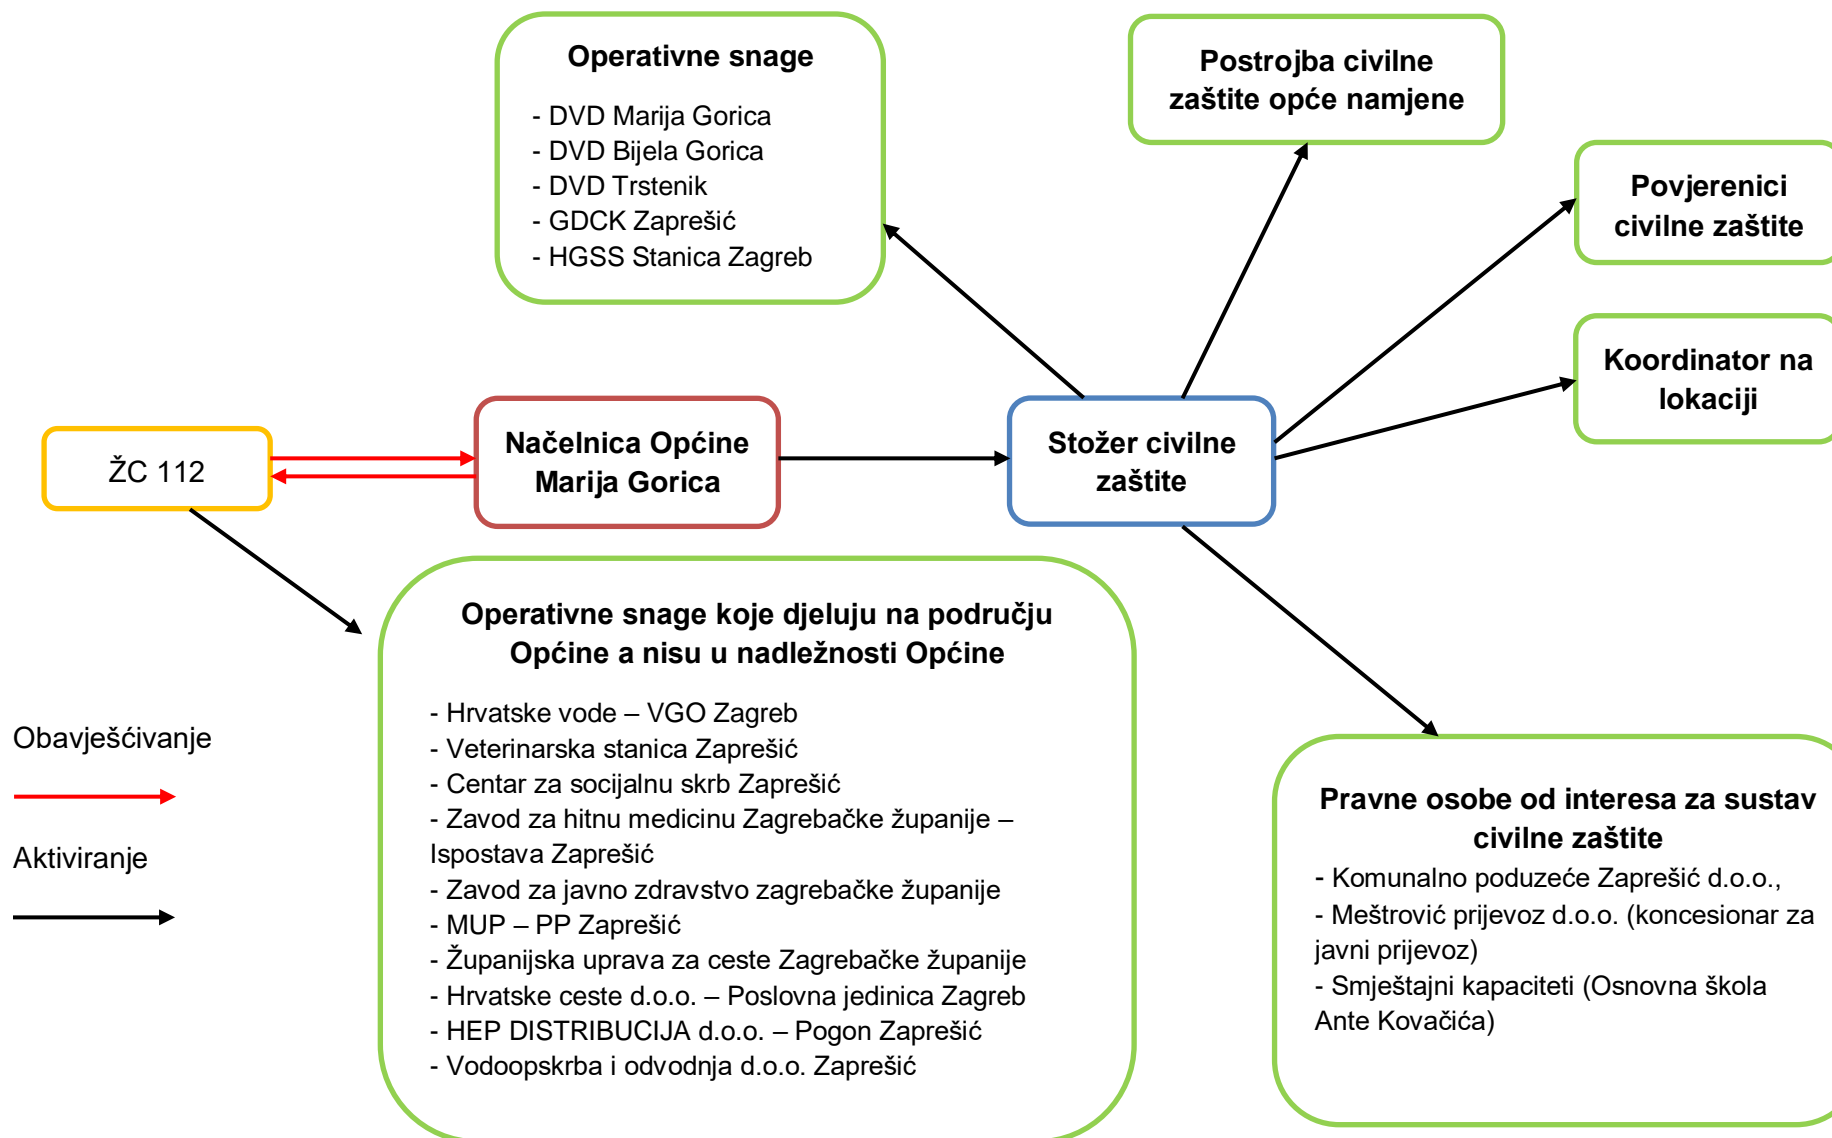 Operativne snage
- DVD Marija Gorica
- DVD Bijela Gorica
- DVD Trstenik
- GDCK Zaprešić
- HGSS Stanica Zagreb
Postrojba civilne
zaštite opće namjene
Povjerenici
civilne zaštite
Koordinator na
lokaciji
ŽC 112
Načelnica Općine
Marija Gorica
Stožer civilne
zaštite
Operativne snage koje djeluju na području
Općine a nisu u nadležnosti Općine
- Hrvatske vode – VGO Zagreb
- Veterinarska stanica Zaprešić
- Centar za socijalnu skrb Zaprešić
- Zavod za hitnu medicinu Zagrebačke županije –
Ispostava Zaprešić
- Zavod za javno zdravstvo zagrebačke županije
- MUP – PP Zaprešić
- Županijska uprava za ceste Zagrebačke županije
- Hrvatske ceste d.o.o. – Poslovna jedinica Zagreb
- HEP DISTRIBUCIJA d.o.o. – Pogon Zaprešić
- Vodoopskrba i odvodnja d.o.o. Zaprešić
Obavješćivanje
Aktiviranje
Pravne osobe od interesa za sustav
civilne zaštite
- Komunalno poduzeće Zaprešić d.o.o.,
- Meštrović prijevoz d.o.o. (koncesionar za
javni prijevoz)
- Smještajni kapaciteti (Osnovna škola
Ante Kovačića)